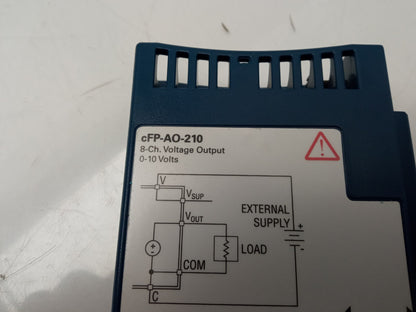 cFP-AO-210
8-Ch. Voltage Output
0-10 Volts
V
VSUP
VOUT
EXTERNAL
SUPPLY
+
+
LOAD
-
COM
C